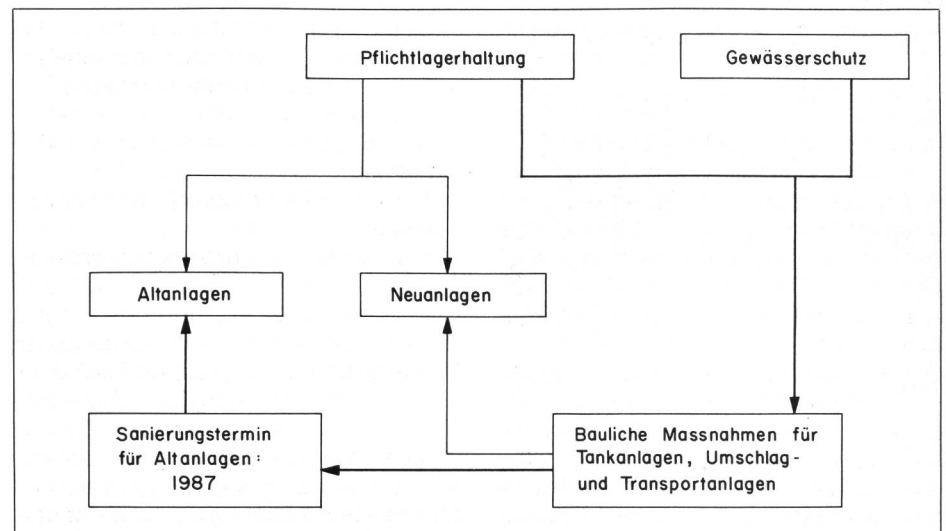 Pflichtlagerhaltung
Gewässerschutz
Altanlagen
Neuanlagen
Sanierungstermin
für Altanlagen:
1987
Bauliche Massnahmen für
Tankanlagen, Umschlag-
und Transportanlagen